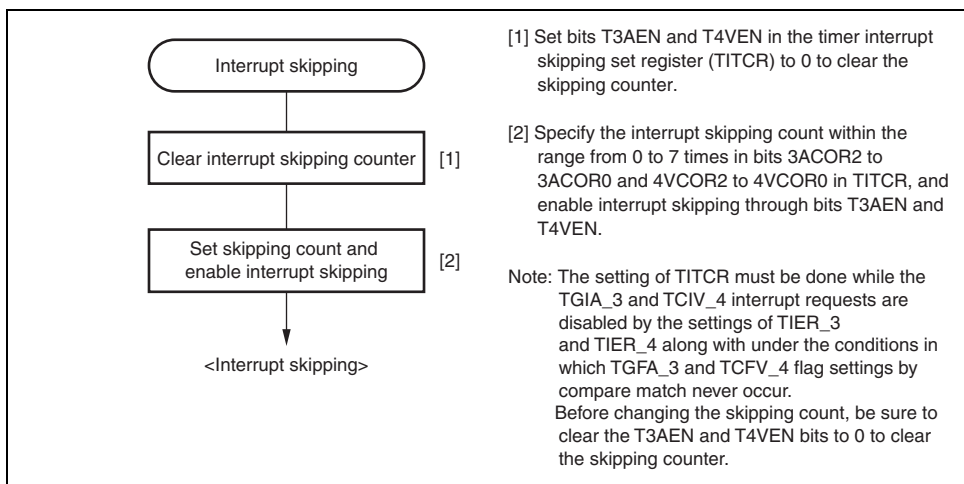 Interrupt skipping
Clear interrupt skipping counter
[1]
Set skipping count and
enable interrupt skipping
[2]
<Interrupt skipping>
[1] Set bits T3AEN and T4VEN in the timer interrupt
skipping set register (TITCR) to 0 to clear the
skipping counter.
[2] Specify the interrupt skipping count within the
range from 0 to 7 times in bits 3ACOR2 to
3ACOR0 and 4VCOR2 to 4VCOR0 in TITCR, and
enable interrupt skipping through bits T3AEN and
T4VEN.
Note: The setting of TITCR must be done while the
TGIA_3 and TCIV_4 interrupt requests are
disabled by the settings of TIER_3
and TIER_4 along with under the conditions in
which TGFA_3 and TCFV_4 flag settings by
compare match never occur.
Before changing the skipping count, be sure to
clear the T3AEN and T4VEN bits to 0 to clear
the skipping counter.